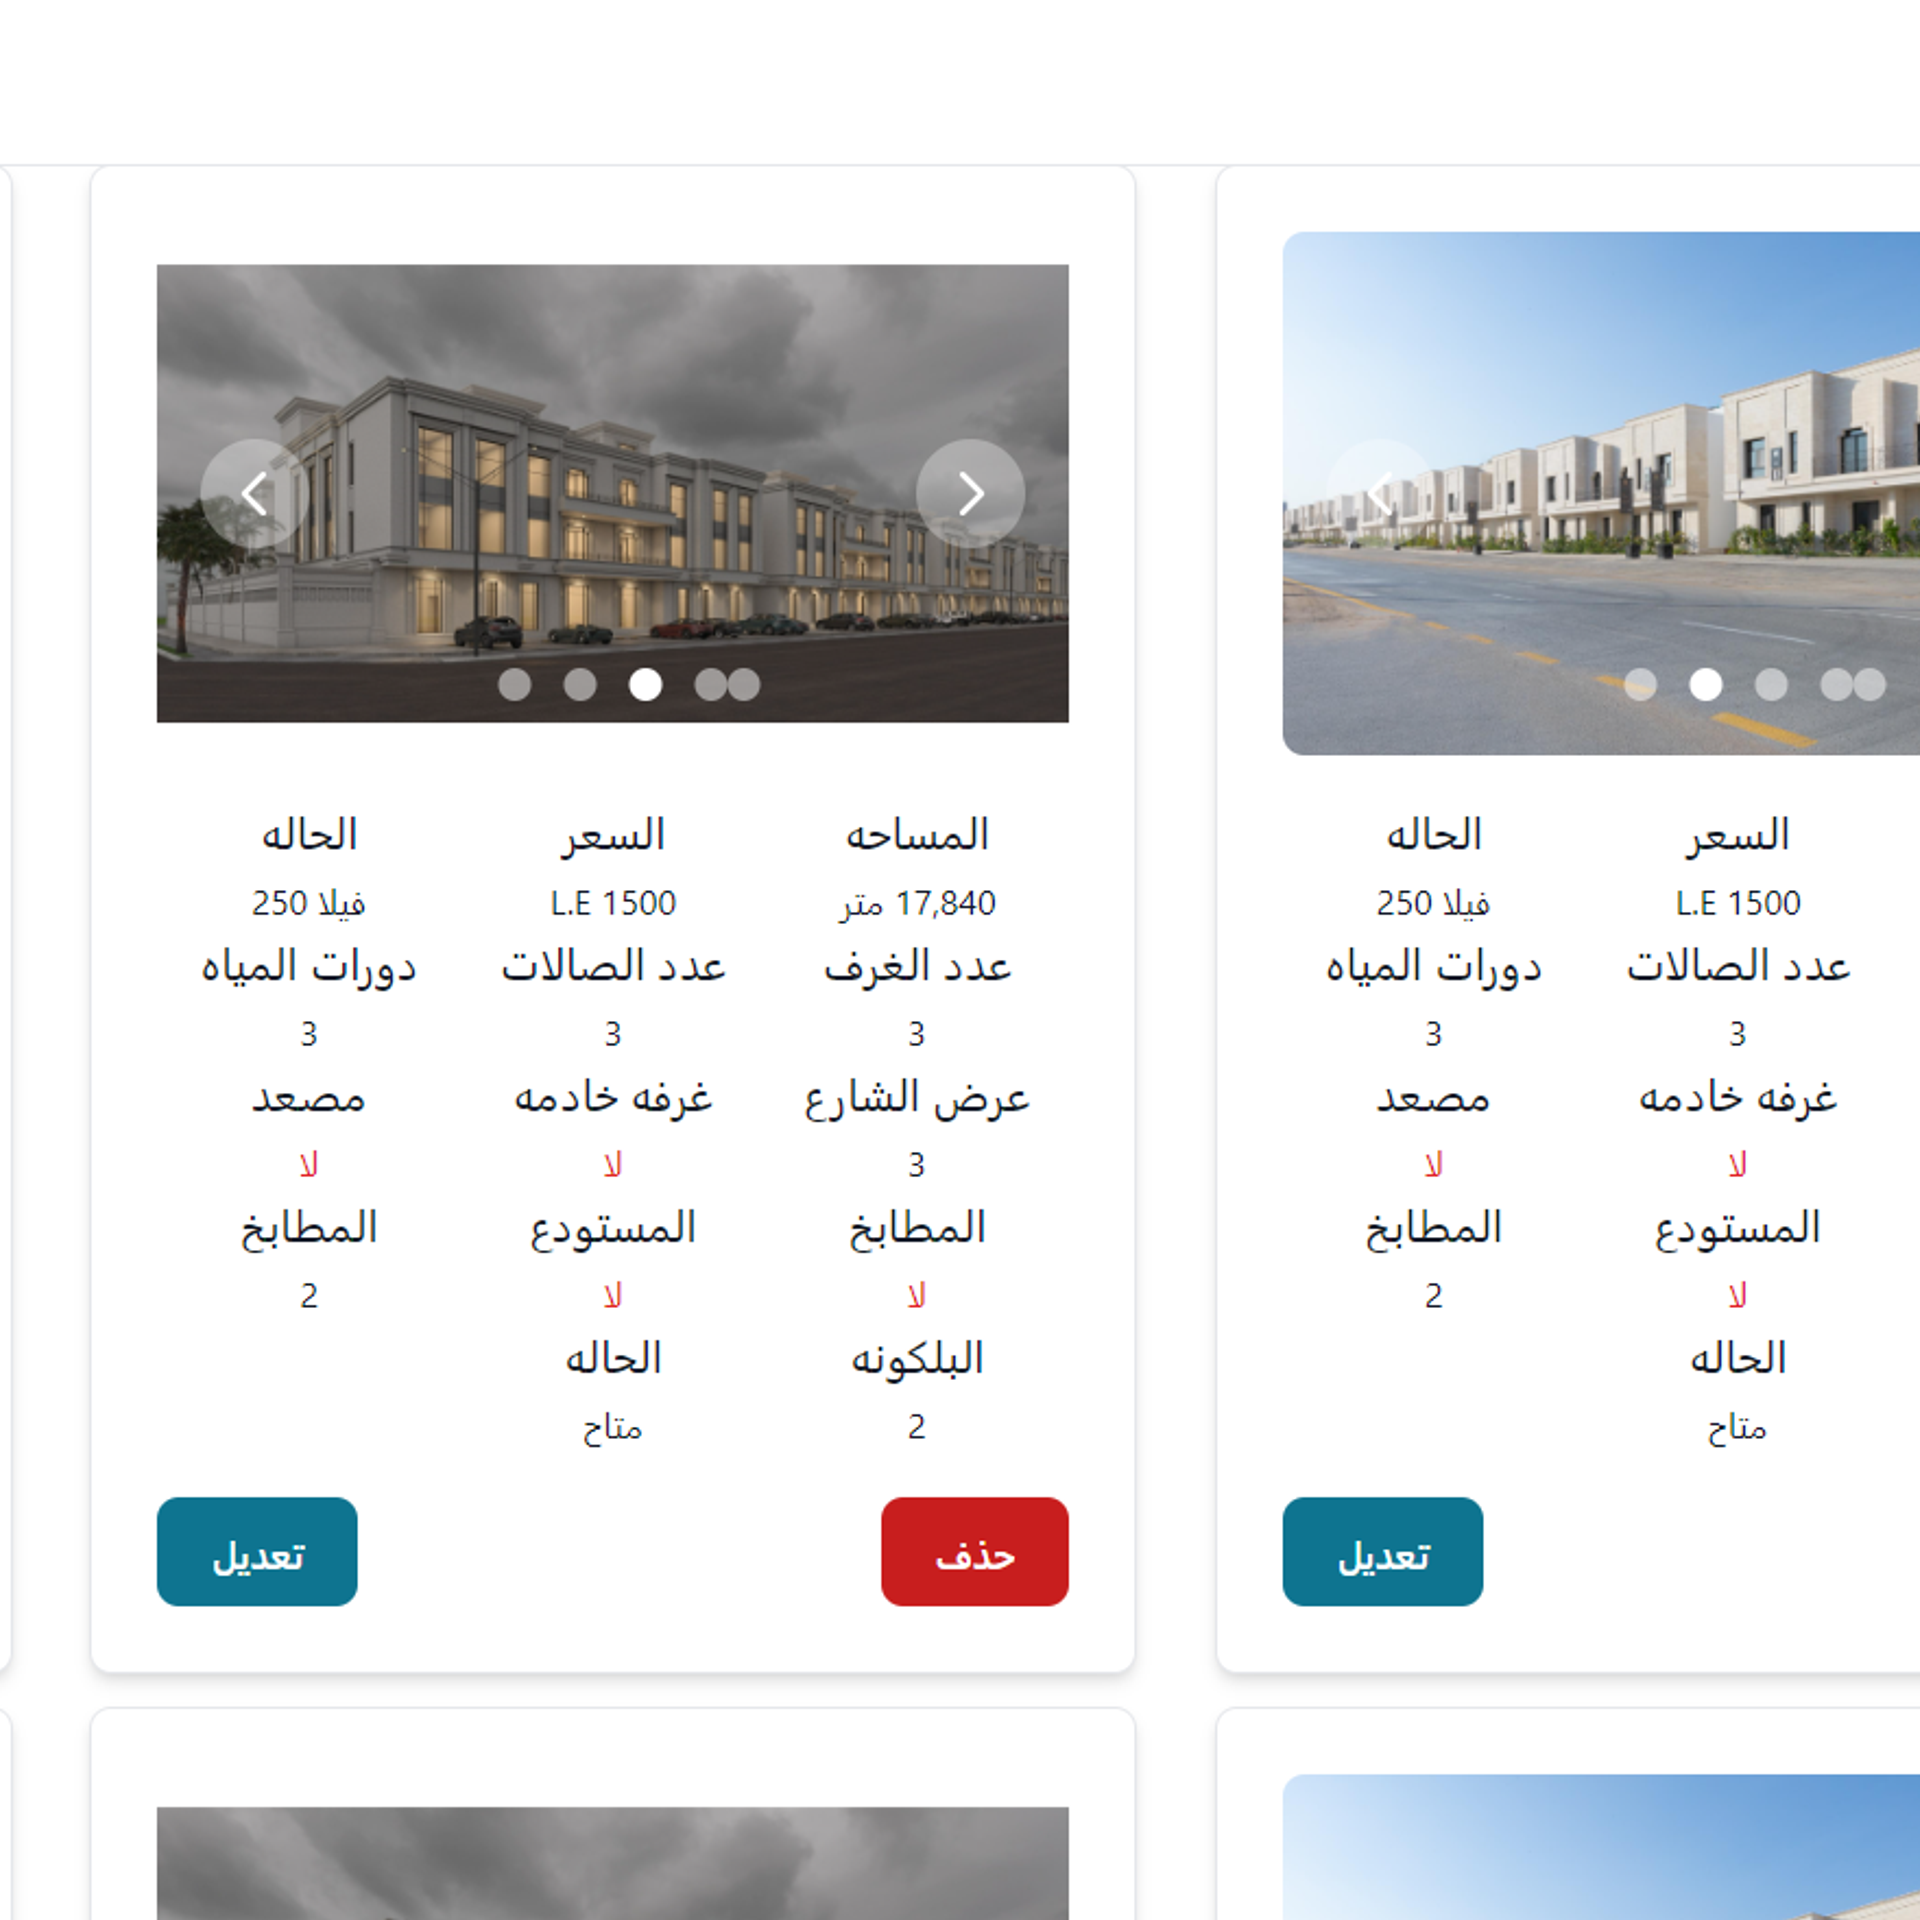 المساحه السعر الحاله
17,840 متر L.E 1500 فيلا 250
عدد الغرف عدد الصالات دورات المياه
3 3 3
عرض الشارع غرفه خادمه مصعد
3 لا لا
المطابخ المستودع المطابخ
لا لا 2
البلكونه الحاله
2 متاح
حذف تعديل
السعر الحاله
L.E 1500 فيلا 250
عدد الصالات دورات المياه
3 3
غرفه خادمه مصعد
لا لا
المستودع المطابخ
لا 2
الحاله
متاح
تعديل